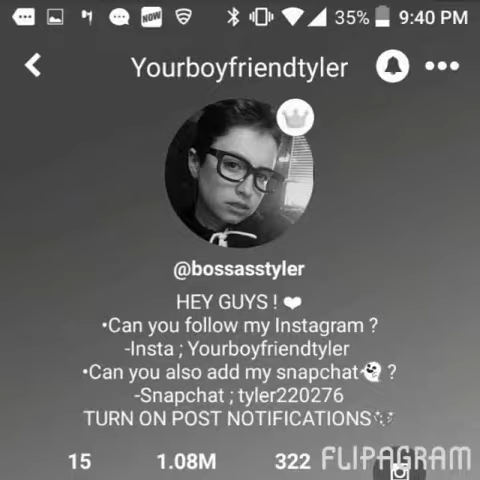 NOW
35% 9:40 PM
Yourboyfriendtyler
@bossasstyler
HEY GUYS ! ❤
•Can you follow my Instagram ?
-Insta ; Yourboyfriendtyler
•Can you also add my snapchat👻 ?
-Snapchat ; tyler220276
TURN ON POST NOTIFICATIONS✨
15 1.08M 322
FLIPAGRAM